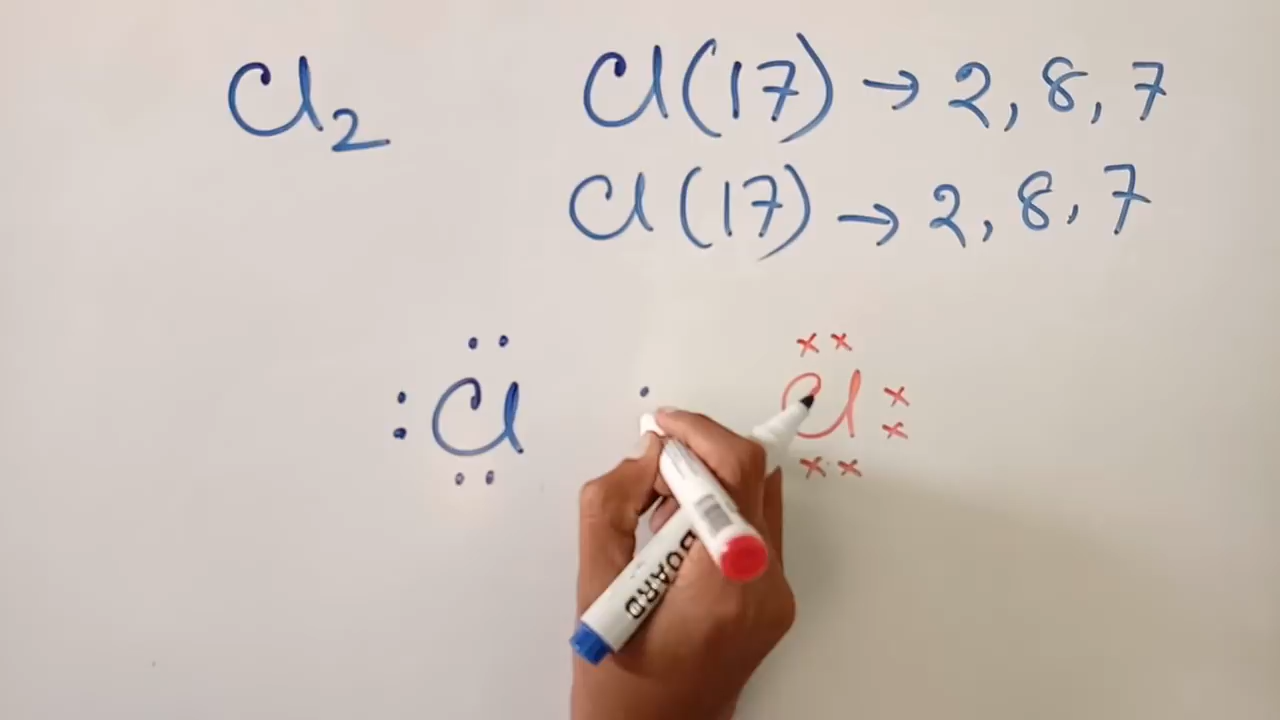 Cl₂ Cl(17) → 2, 8, 7
Cl(17) → 2, 8, 7
Cl Cl
BOARD